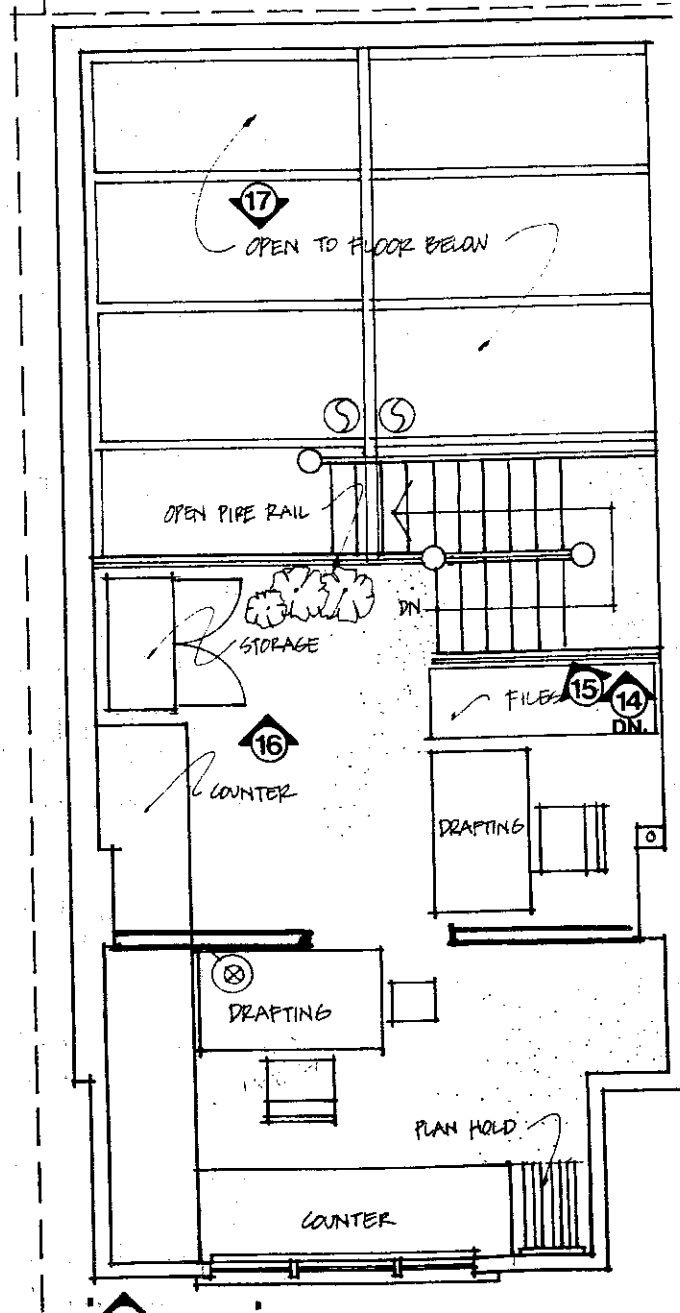 17
OPEN TO FLOOR BELOW
OPEN PIPE RAIL
DN
STORAGE
FILES
15
14
DN.
16
COUNTER
DRAFTING
DRAFTING
PLAN HOLD
COUNTER